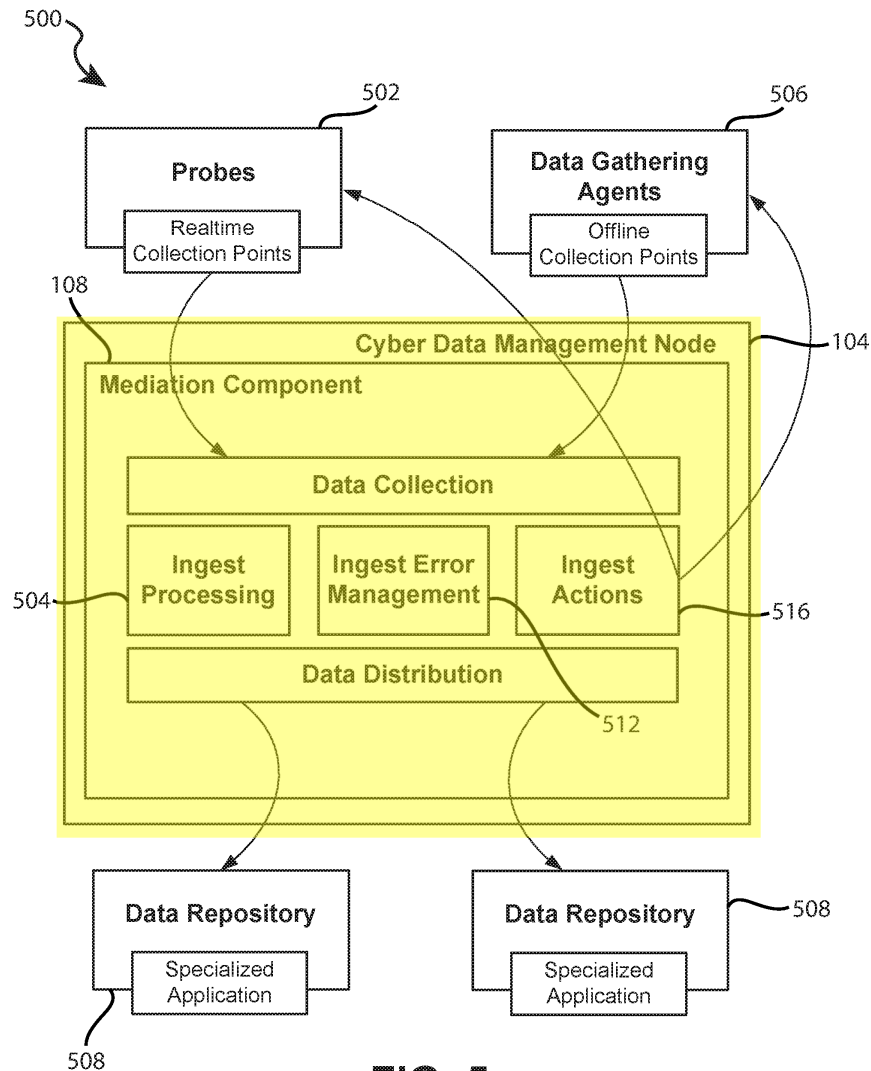 500
502
506
Probes
Data Gathering
Agents
Realtime
Collection Points
Offline
Collection Points
108
Cyber Data Management Node
104
Mediation Component
Data Collection
Ingest
Processing
Ingest Error
Management
Ingest
Actions
504
516
Data Distribution
512
Data Repository
Data Repository
508
Specialized
Application
Specialized
Application
508